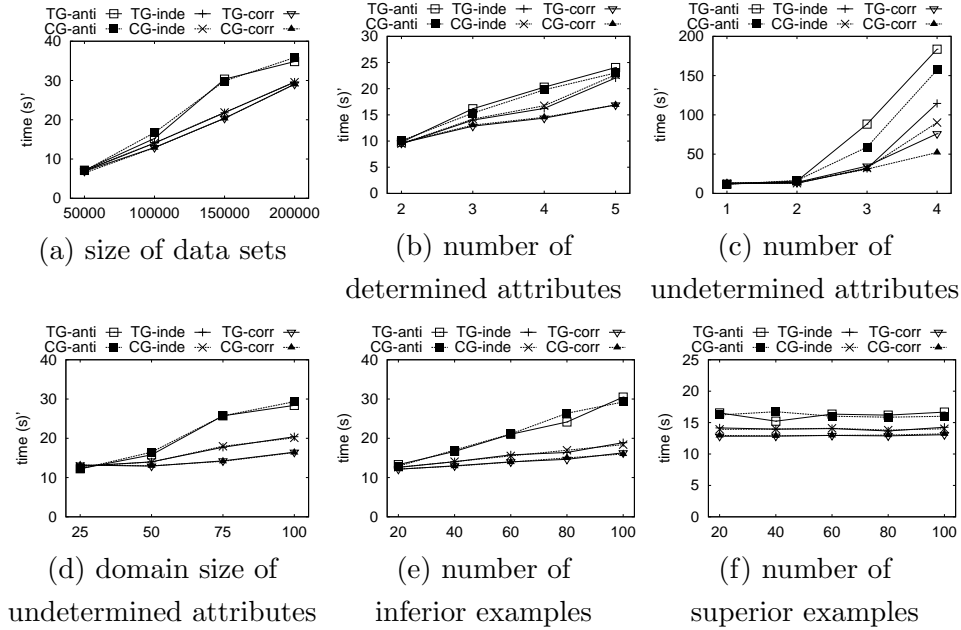 TG-anti TG-inde TG-corr
CG-anti CG-inde CG-corr
40
30
20
10
0
time (s)'
50000 100000 150000 200000
(a) size of data sets
TG-anti TG-inde TG-corr
CG-anti CG-inde CG-corr
30
25
20
15
10
5
0
time (s)'
2 3 4 5
(b) number of
determined attributes
TG-anti TG-inde TG-corr
CG-anti CG-inde CG-corr
200
150
100
50
0
time (s)'
1 2 3 4
(c) number of
undetermined attributes
TG-anti TG-inde TG-corr
CG-anti CG-inde CG-corr
40
30
20
10
0
time (s)'
25 50 75 100
(d) domain size of
undetermined attributes
TG-anti TG-inde TG-corr
CG-anti CG-inde CG-corr
40
30
20
10
0
time (s)
20 40 60 80 100
(e) number of
inferior examples
TG-anti TG-inde TG-corr
CG-anti CG-inde CG-corr
25
20
15
10
5
0
time (s)
20 40 60 80 100
(f) number of
superior examples